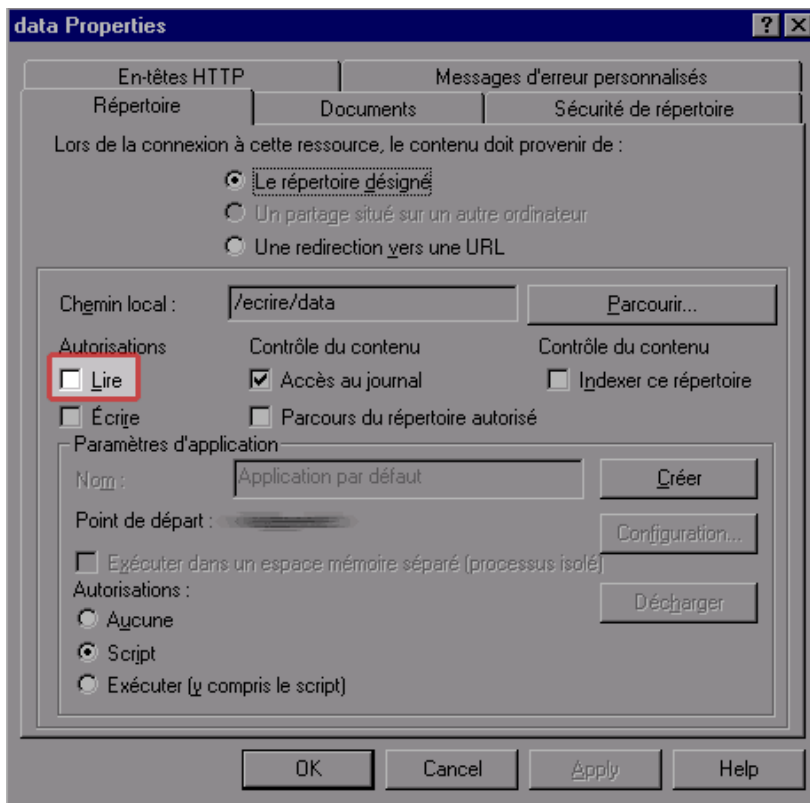 data Properties
En-têtes HTTP Messages d'erreur personnalisés
Répertoire Documents Sécurité de répertoire
Lors de la connexion à cette ressource, le contenu doit provenir de :
Le répertoire désigné
Un partage situé sur un autre ordinateur
Une redirection vers une URL
Chemin local : /ecrire/data Parcourir...
Autorisations Contrôle du contenu Contrôle du contenu
Lire Accès au journal Indexer ce répertoire
Écrire Parcours du répertoire autorisé
Paramètres d'application
Nom : Application par défaut Créer
Point de départ : Configuration...
Exécuter dans un espace mémoire séparé (processus isolé)
Autorisations : Décharger
Aucune
Script
Exécuter (y compris le script)
OK Cancel Apply Help